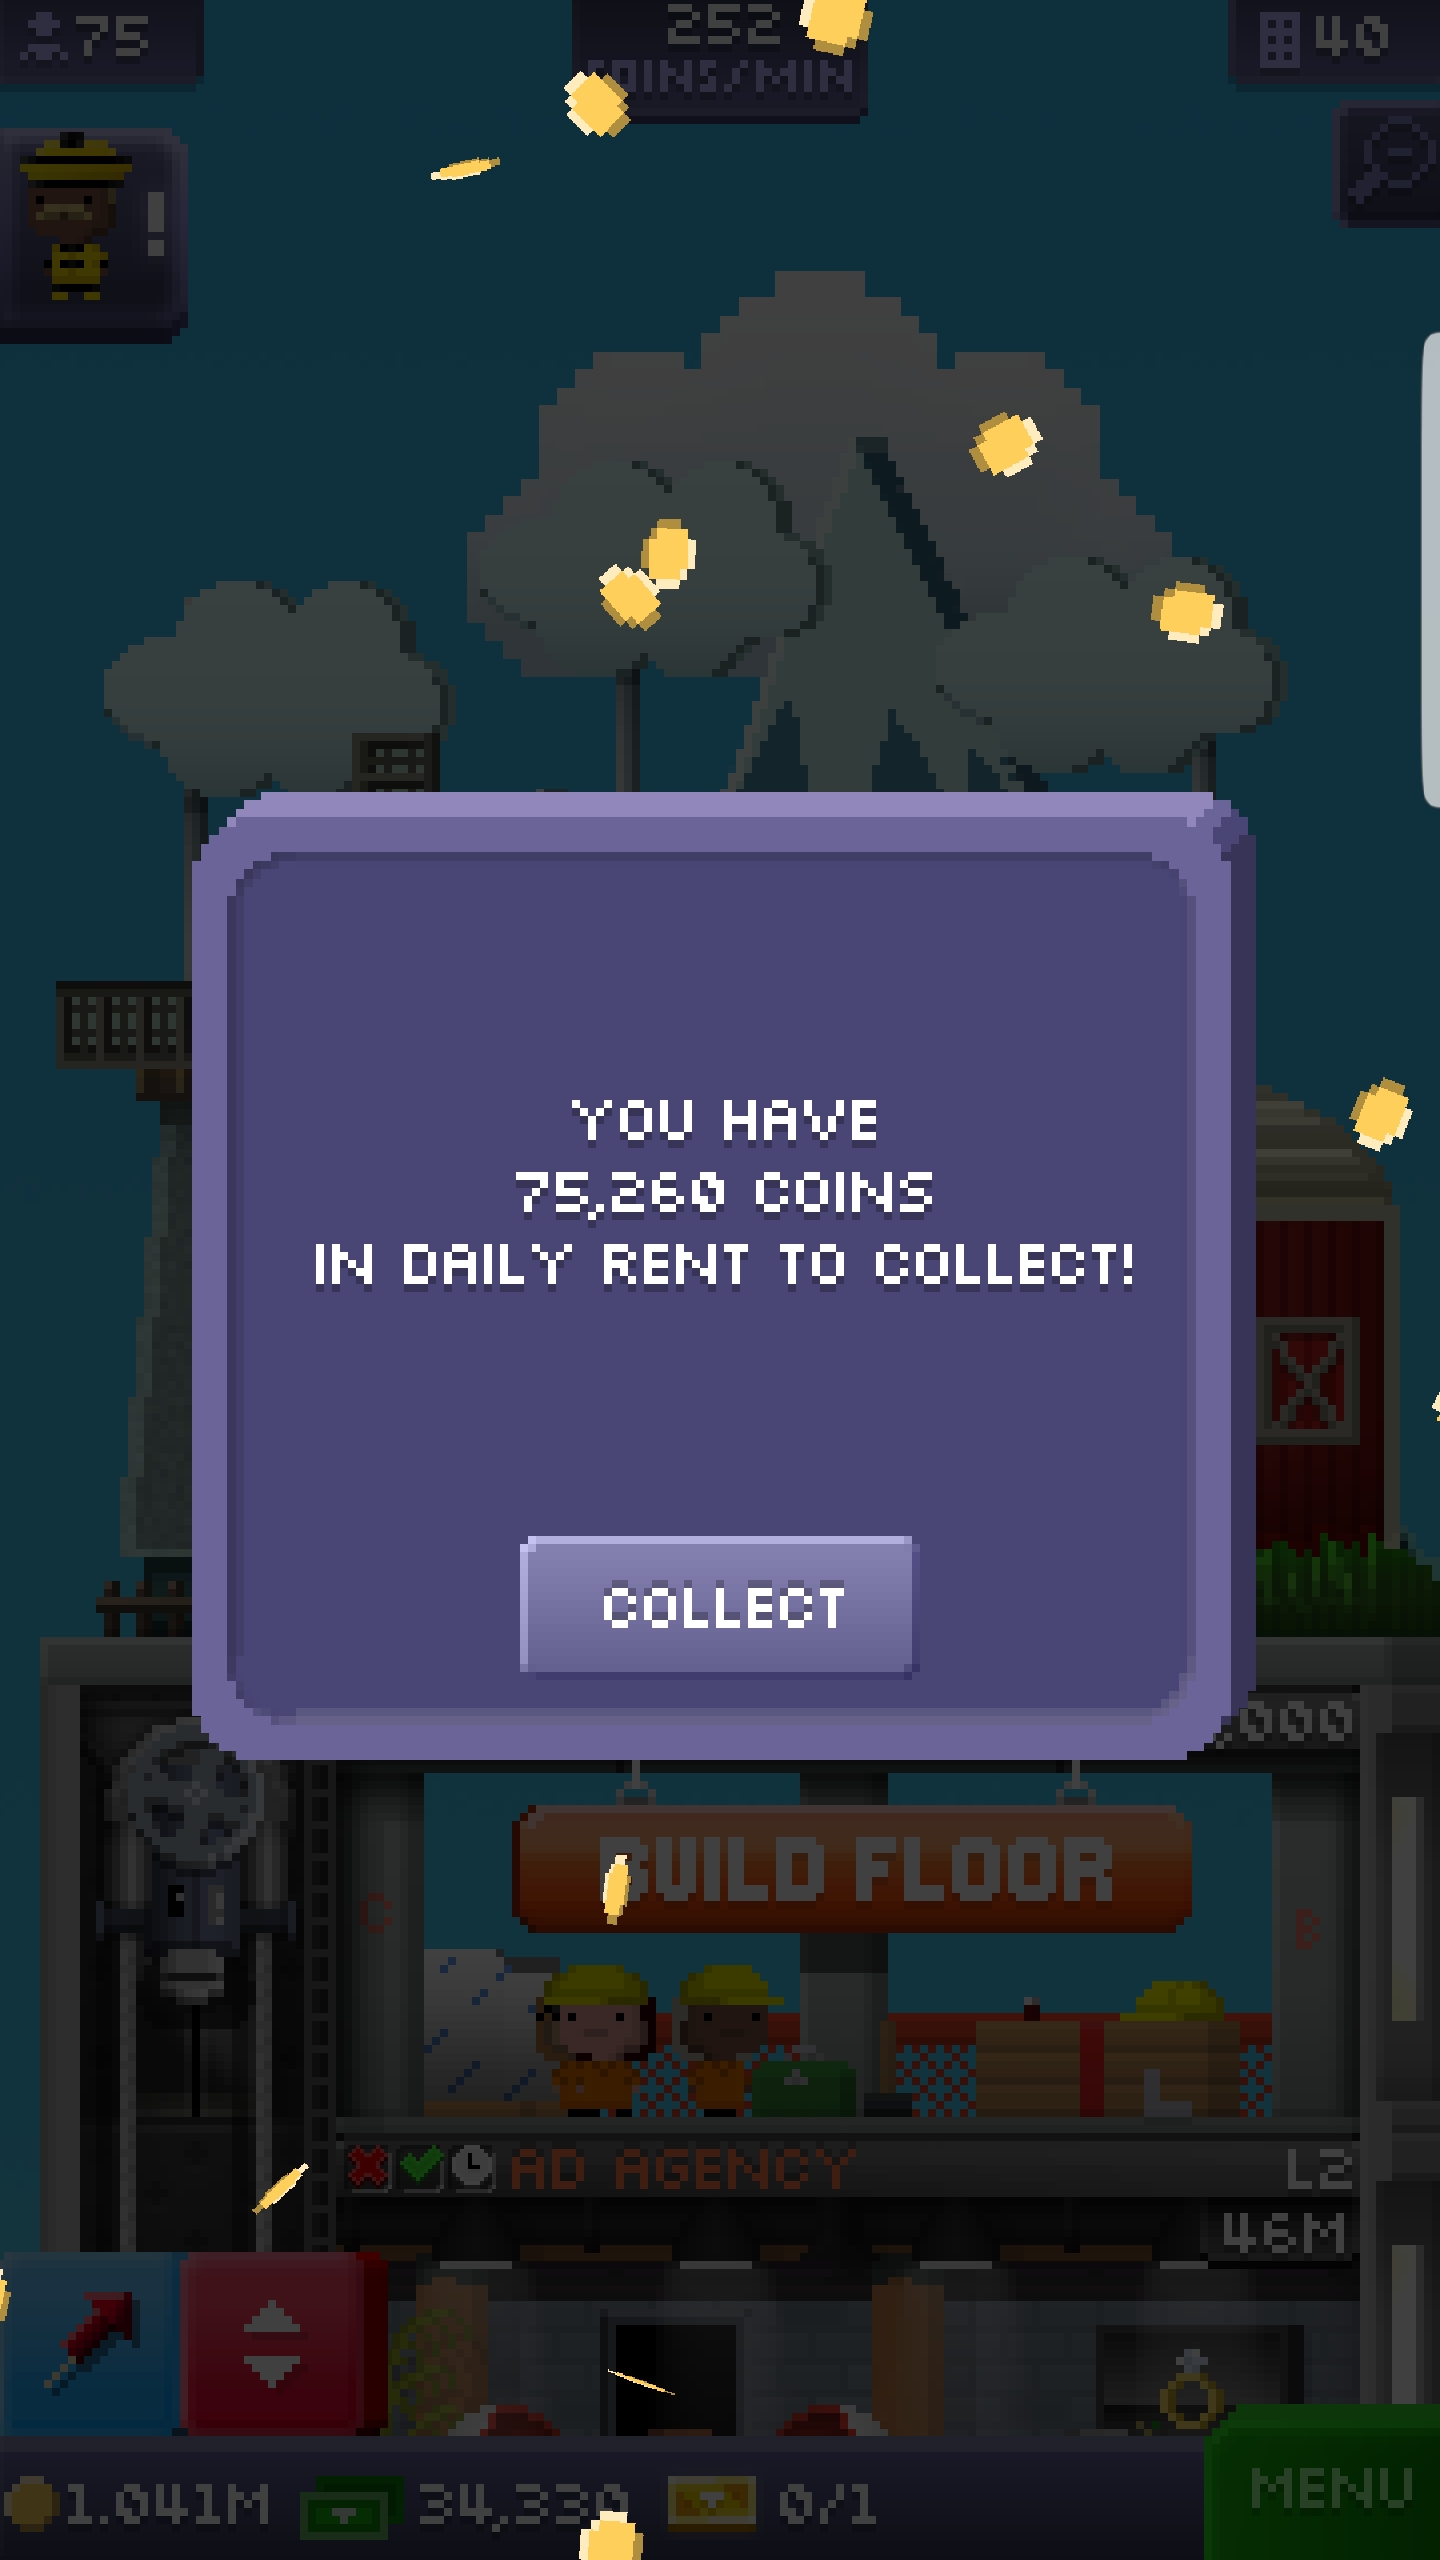 75
252
COINS/MIN
40
!
YOU HAVE
75,260 COINS
IN DAILY RENT TO COLLECT!
COLLECT
,000
BUILD FLOOR
C
B
L
AD AGENCY
L2
46M
1.041M
34,330
0/1
MENU